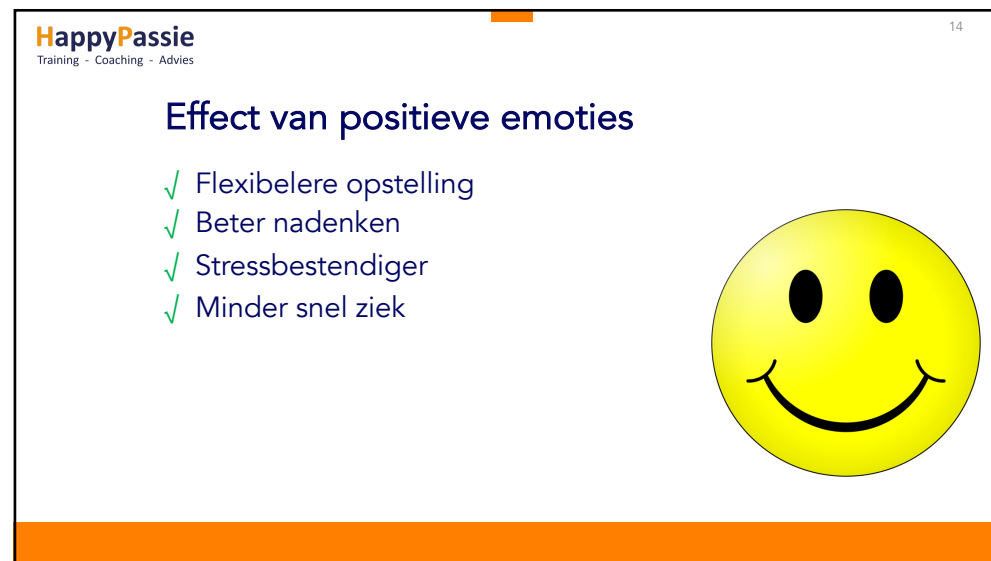 HappyPassie
Training - Coaching - Advies
14
Effect van positieve emoties
√ Flexibelere opstelling
√ Beter nadenken
√ Stressbestendiger
√ Minder snel ziek